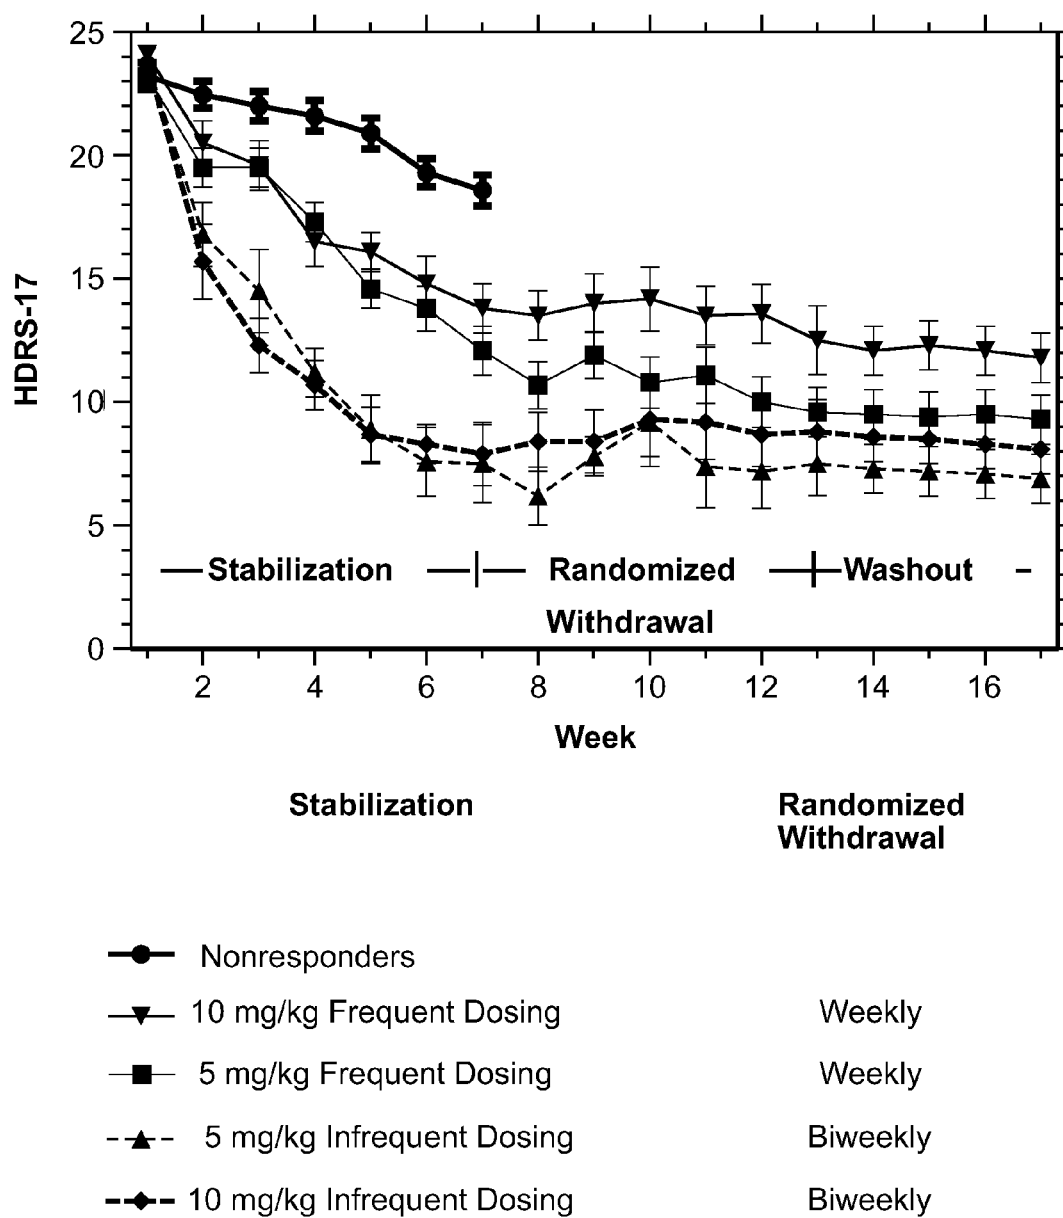 25
20
15
10
5
0
HDRS-17
Stabilization
Randomized
Withdrawal
Washout
2 4 6 8 10 12 14 16
Week
Stabilization
Randomized
Withdrawal
Nonresponders
10 mg/kg Frequent Dosing Weekly
5 mg/kg Frequent Dosing Weekly
5 mg/kg Infrequent Dosing Biweekly
10 mg/kg Infrequent Dosing Biweekly